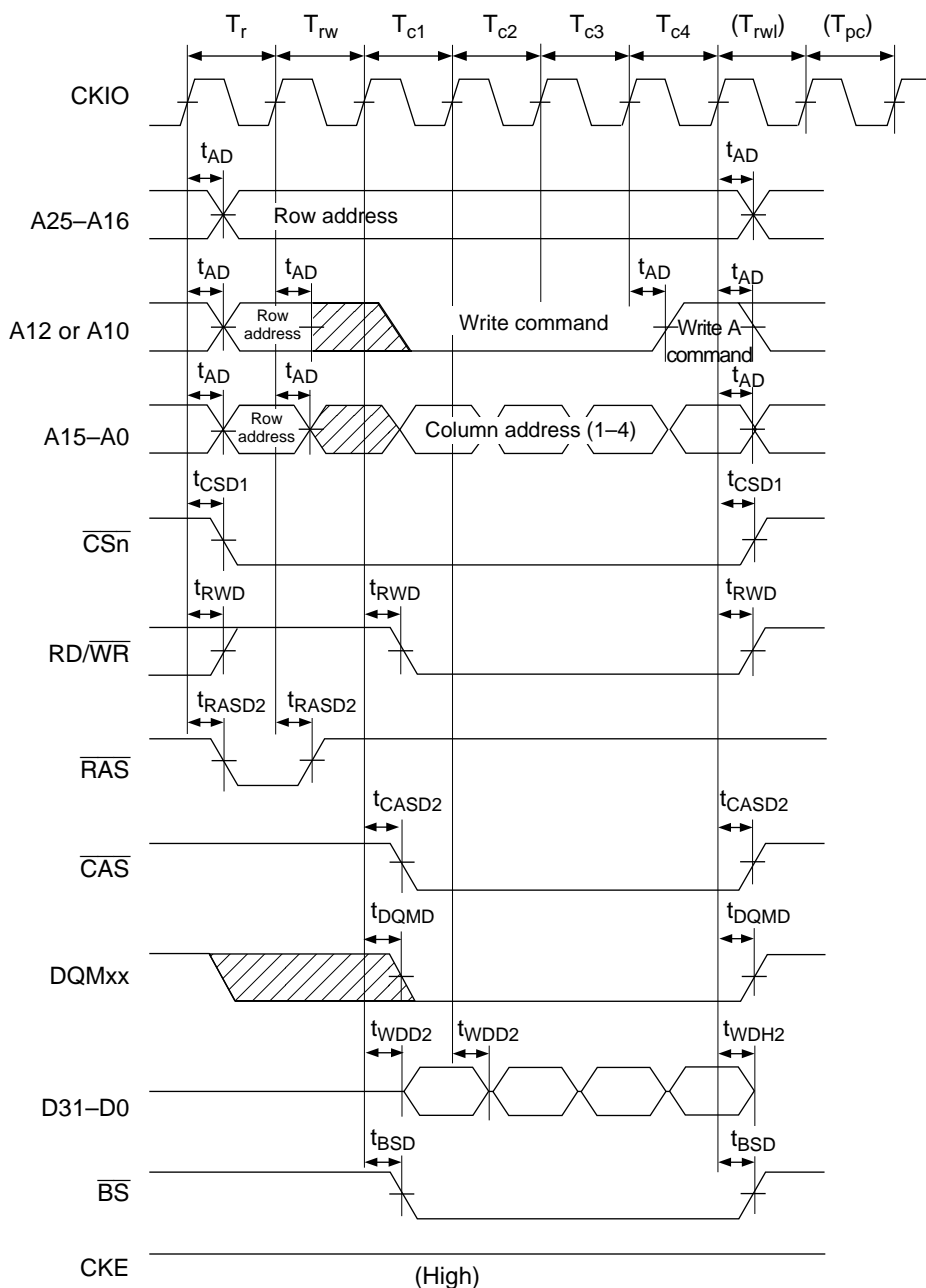 Tr Trw Tc1 Tc2 Tc3 Tc4 (Trwl) (Tpc)
CKIO
tAD tAD
A25–A16 Row address
tAD tAD tAD tAD
A12 or A10 Row address Write command Write A command
tAD tAD tAD
A15–A0 Row address Column address (1–4)
tCSD1 tCSD1
CSn
tRWD tRWD tRWD
RD/WR
tRASD2 tRASD2
RAS
tCASD2 tCASD2
CAS
tDQMD tDQMD
DQMxx
tWDD2 tWDD2 tWDH2
D31–D0
tBSD tBSD
BS
CKE
(High)